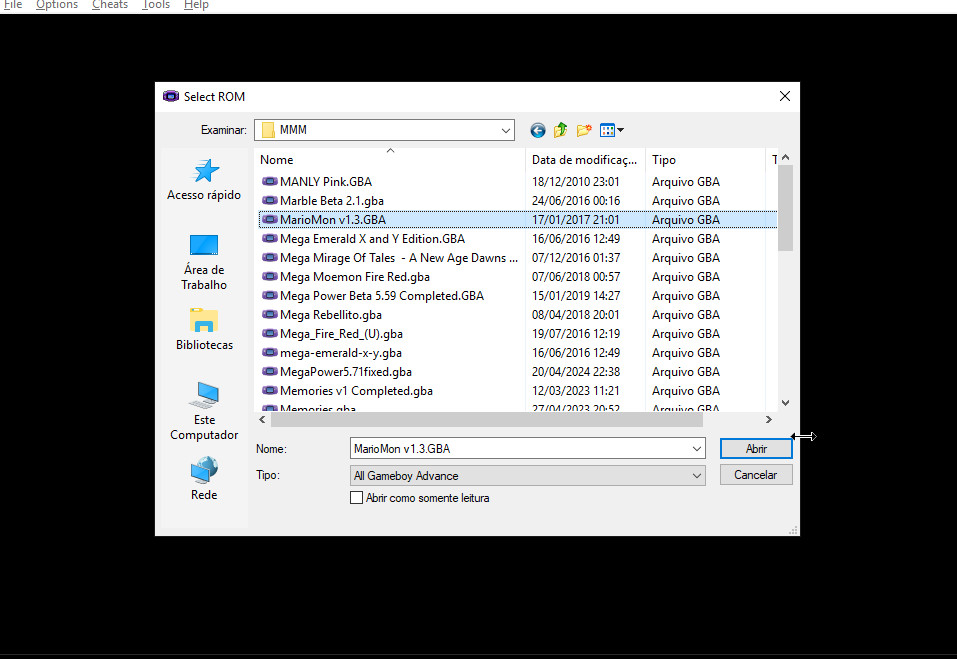 File Options Cheats Tools Help
Select ROM
Examinar: MMM
Acesso rápido
Área de
Trabalho
Bibliotecas
Este
Computador
Rede
Nome Data de modificaç... Tipo T
MANLY Pink.GBA 18/12/2010 23:01 Arquivo GBA
Marble Beta 2.1.gba 24/06/2016 00:16 Arquivo GBA
MarioMon v1.3.GBA 17/01/2017 21:01 Arquivo GBA
Mega Emerald X and Y Edition.GBA 16/06/2016 12:49 Arquivo GBA
Mega Mirage Of Tales - A New Age Dawns ... 07/12/2016 01:37 Arquivo GBA
Mega Moemon Fire Red.gba 07/06/2018 00:57 Arquivo GBA
Mega Power Beta 5.59 Completed.GBA 15/01/2019 14:27 Arquivo GBA
Mega Rebellito.gba 08/04/2018 20:01 Arquivo GBA
Mega_Fire_Red_(U).gba 19/07/2016 12:19 Arquivo GBA
mega-emerald-x-y.gba 16/06/2016 12:49 Arquivo GBA
MegaPower5.71fixed.gba 20/04/2024 22:38 Arquivo GBA
Memories v1 Completed.gba 12/03/2023 11:21 Arquivo GBA
Memories.gba 27/04/2023 20:52 Arquivo GBA
Nome: MarioMon v1.3.GBA Abrir
Tipo: All Gameboy Advance Cancelar
Abrir como somente leitura